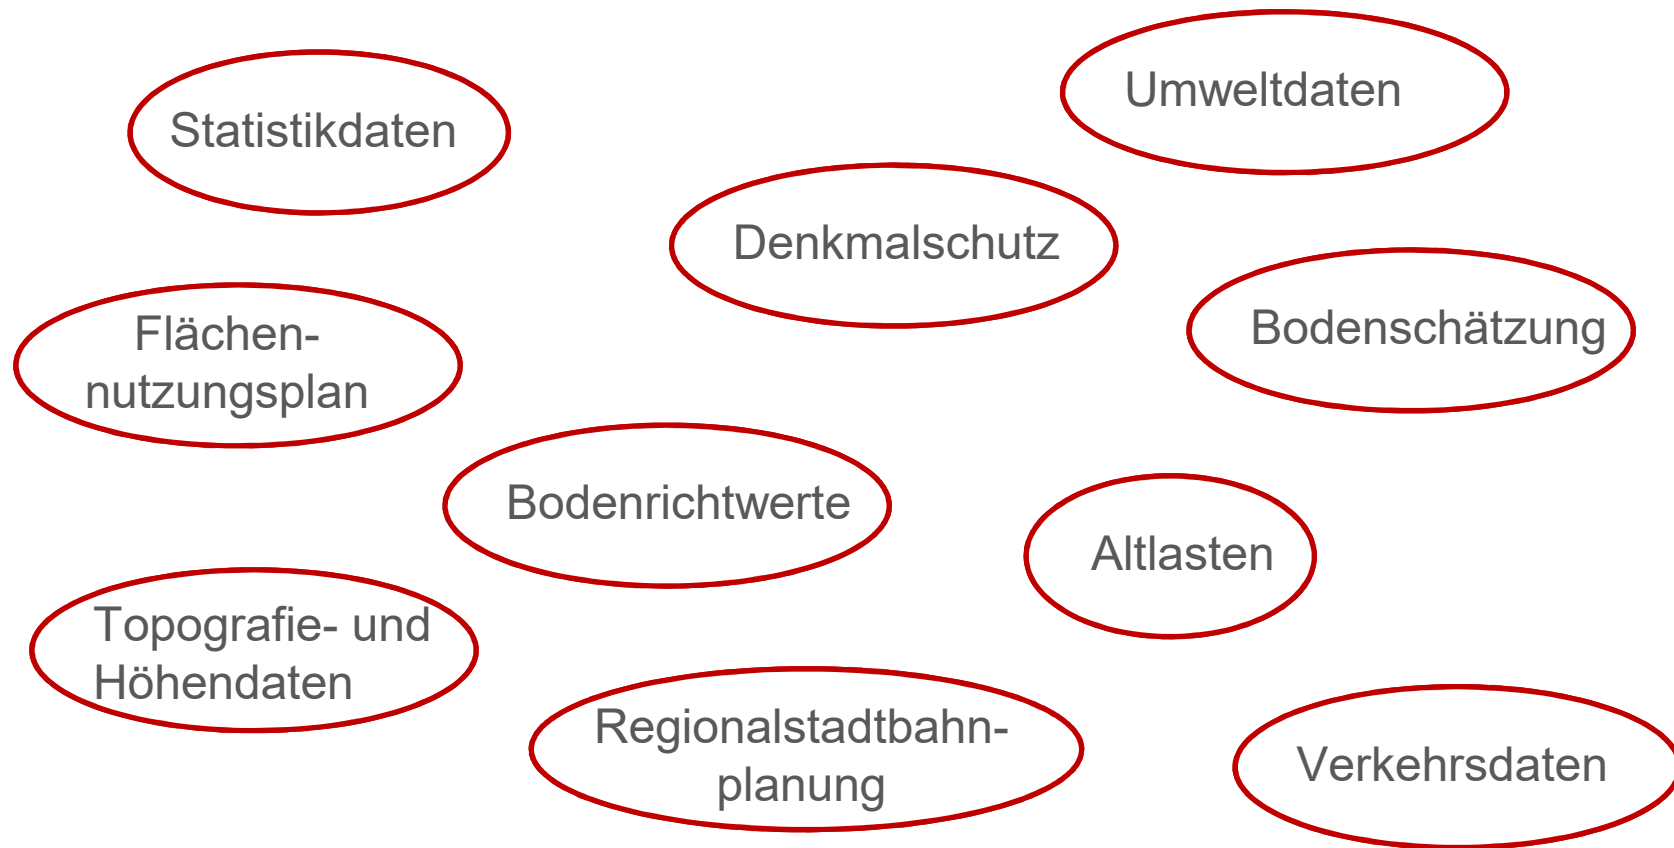 Statistikdaten
Umweltdaten
Denkmalschutz
Flächen-
nutzungsplan
Bodenschätzung
Bodenrichtwerte
Altlasten
Topografie- und
Höhendaten
Regionalstadtbahn-
planung
Verkehrsdaten